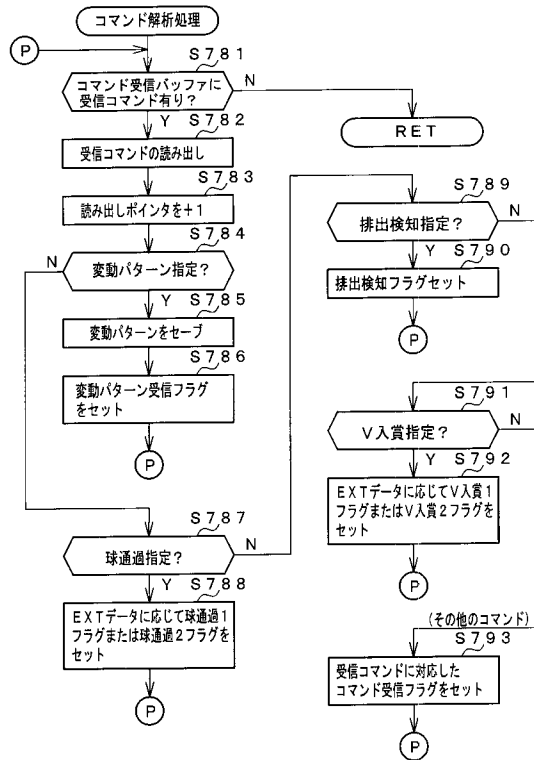 コマンド解析処理
P
S781
コマンド受信バッファに
受信コマンド有り?
N
Y
RET
S782
受信コマンドの読み出し
S783
読み出しポインタを+1
S784
変動パターン指定?
N
Y
S785
変動パターンをセーブ
S786
変動パターン受信フラグ
をセット
P
S787
球通過指定?
N
Y
S788
EXTデータに応じて球通過1
フラグまたは球通過2フラグを
セット
P
S789
排出検知指定?
N
Y
S790
排出検知フラグセット
P
S791
V入賞指定?
N
Y
S792
EXTデータに応じてV入賞1
フラグまたはV入賞2フラグを
セット
P
(その他のコマンド)
S793
受信コマンドに対応した
コマンド受信フラグをセット
P